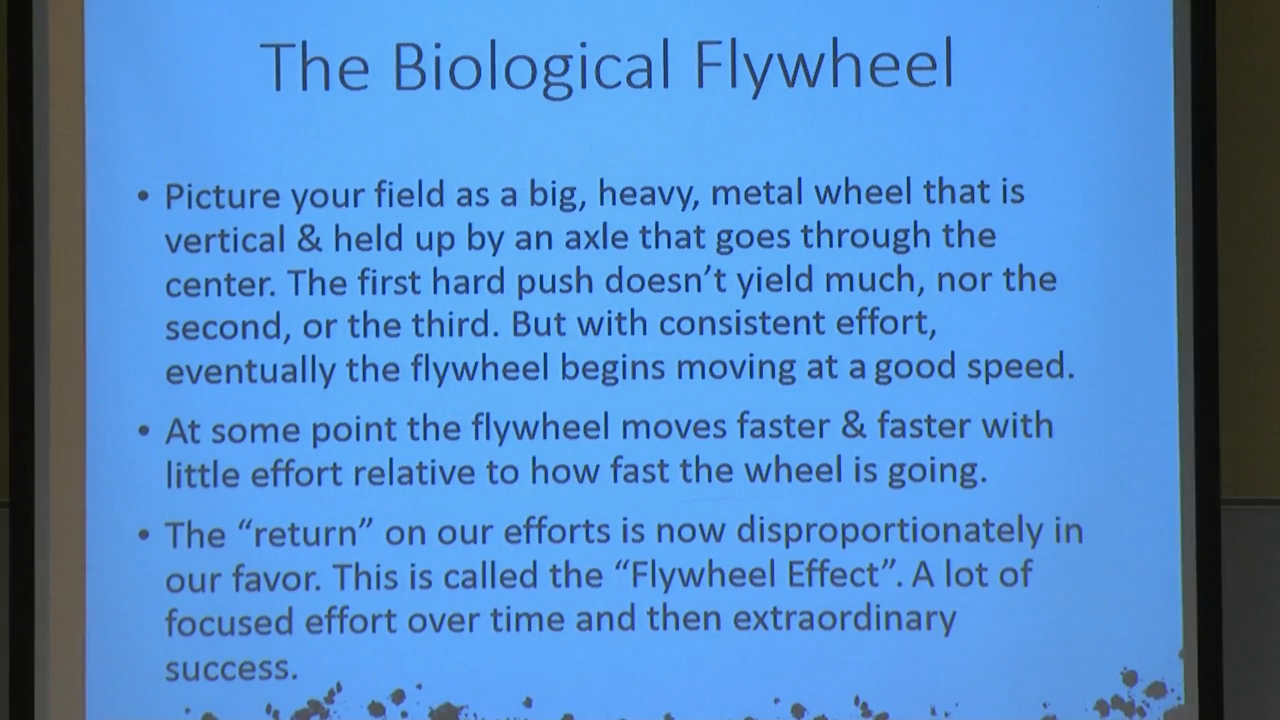 The Biological Flywheel
• Picture your field as a big, heavy, metal wheel that is
vertical & held up by an axle that goes through the
center. The first hard push doesn’t yield much, nor the
second, or the third. But with consistent effort,
eventually the flywheel begins moving at a good speed.
• At some point the flywheel moves faster & faster with
little effort relative to how fast the wheel is going.
• The “return” on our efforts is now disproportionately in
our favor. This is called the “Flywheel Effect”. A lot of
focused effort over time and then extraordinary
success.